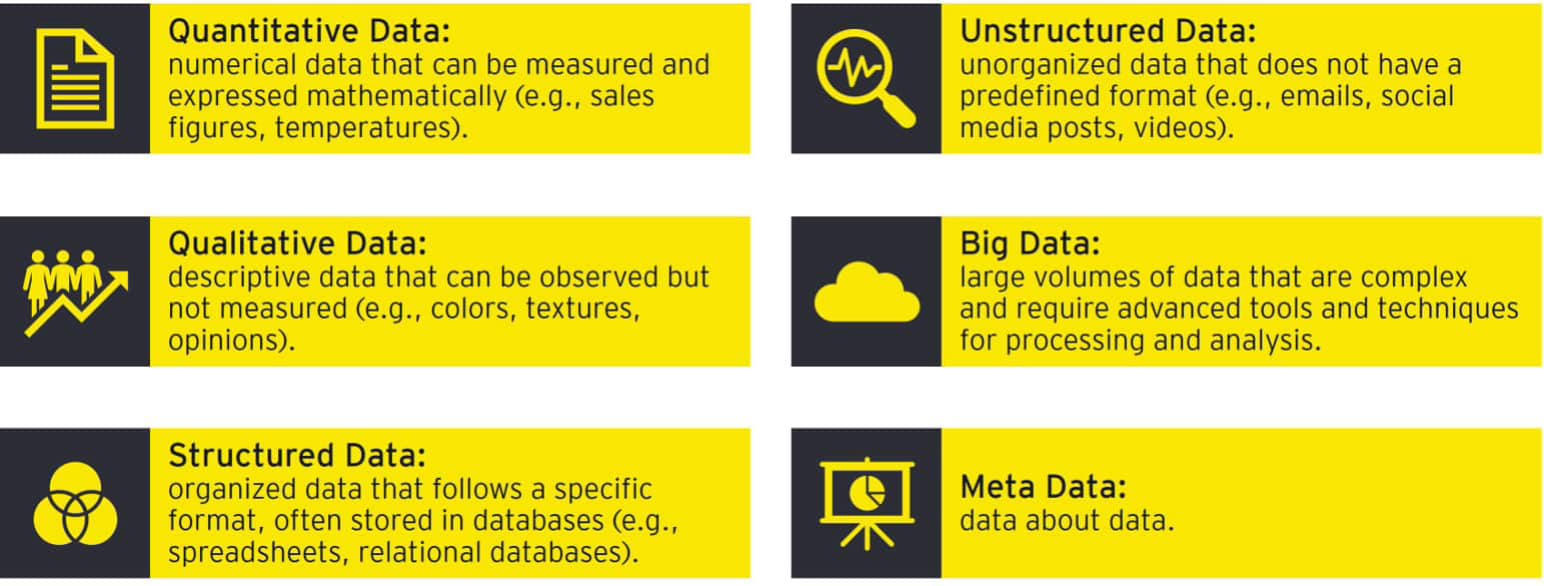 Quantitative Data:
numerical data that can be measured and
expressed mathematically (e.g., sales
figures, temperatures).
Qualitative Data:
descriptive data that can be observed but
not measured (e.g., colors, textures,
opinions).
Structured Data:
organized data that follows a specific
format, often stored in databases (e.g.,
spreadsheets, relational databases).
Unstructured Data:
unorganized data that does not have a
predefined format (e.g., emails, social
media posts, videos).
Big Data:
large volumes of data that are complex
and require advanced tools and techniques
for processing and analysis.
Meta Data:
data about data.